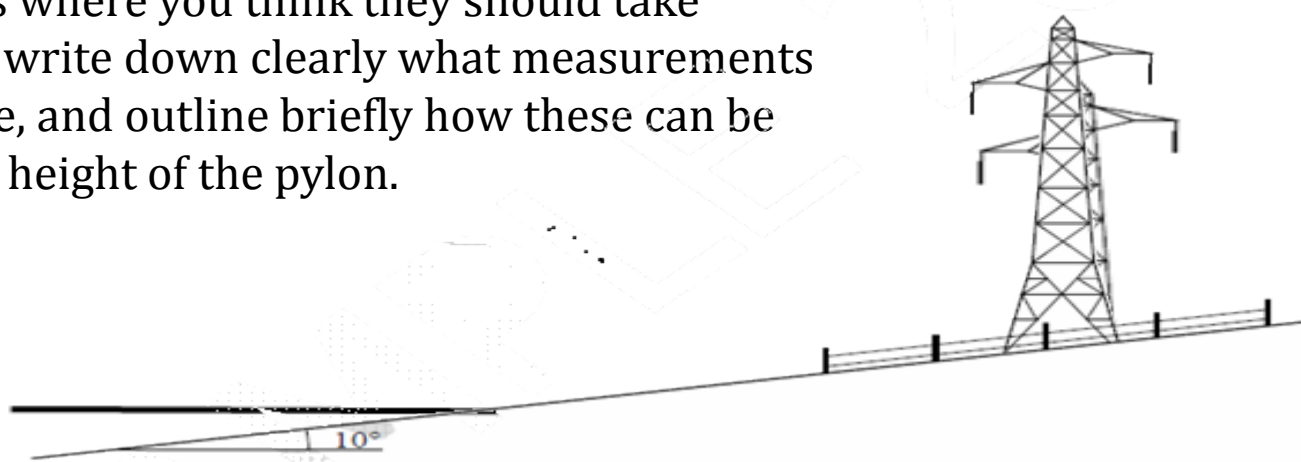 s where you think they should take
write down clearly what measurements
e, and outline briefly how these can be
height of the pylon.
10°